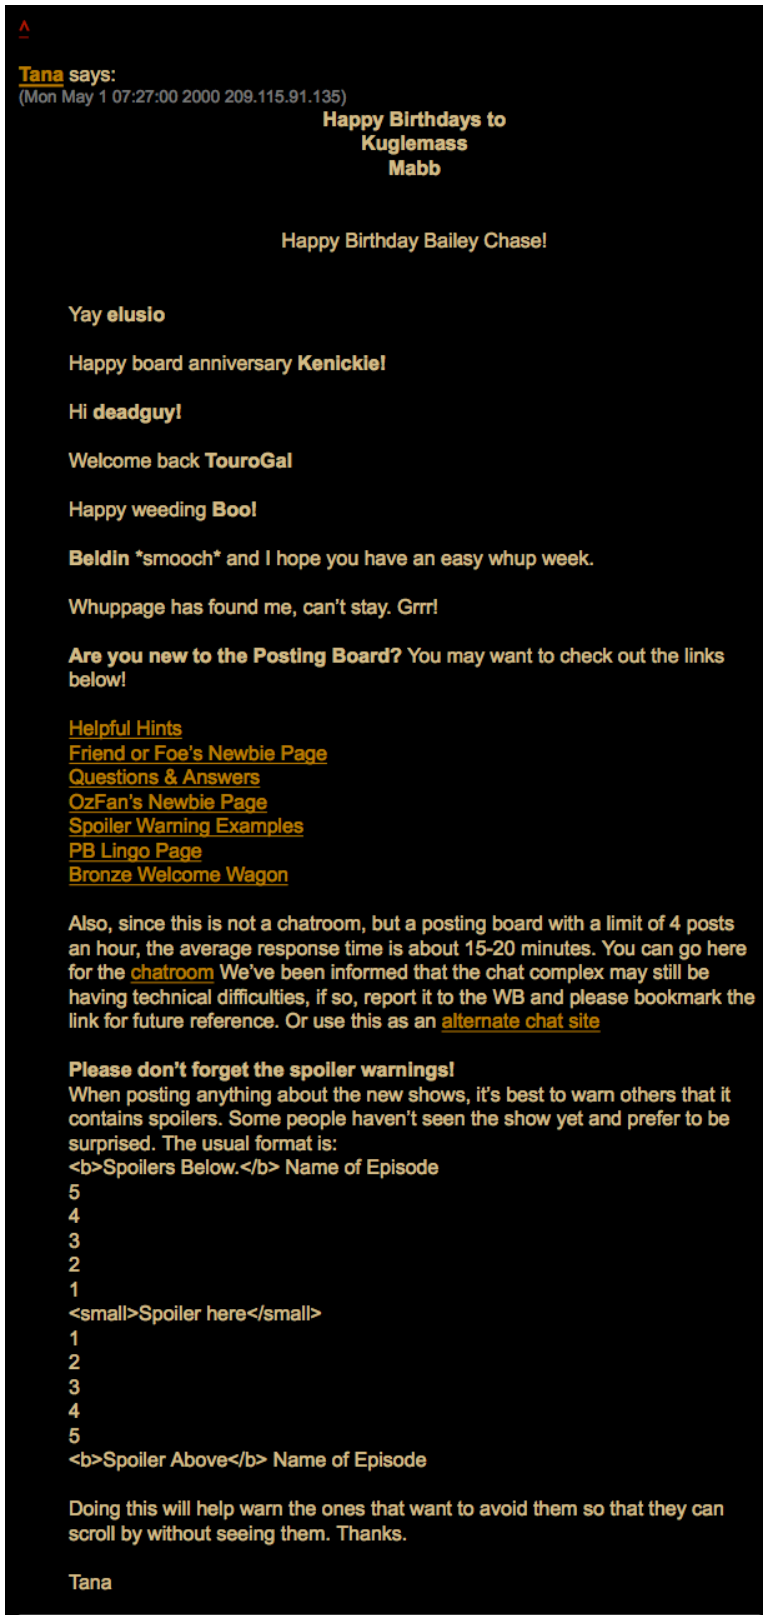 ^
Tana says:
(Mon May 1 07:27:00 2000 209.115.91.135)
Happy Birthdays to
Kuglemass
Mabb
Happy Birthday Bailey Chase!
Yay elusio
Happy board anniversary Kenickie!
Hi deadguy!
Welcome back TouroGal
Happy weeding Boo!
Beldin *smooch* and I hope you have an easy whup week.
Whuppage has found me, can't stay. Grrr!
Are you new to the Posting Board? You may want to check out the links
below!
Helpful Hints
Friend or Foe's Newbie Page
Questions & Answers
OzFan's Newbie Page
Spoiler Warning Examples
PB Lingo Page
Bronze Welcome Wagon
Also, since this is not a chatroom, but a posting board with a limit of 4 posts
an hour, the average response time is about 15-20 minutes. You can go here
for the chatroom We've been informed that the chat complex may still be
having technical difficulties, if so, report it to the WB and please bookmark the
link for future reference. Or use this as an alternate chat site
Please don't forget the spoiler warnings!
When posting anything about the new shows, it's best to warn others that it
contains spoilers. Some people haven't seen the show yet and prefer to be
surprised. The usual format is:
<b>Spoilers Below.</b> Name of Episode
5
4
3
2
1
<small>Spoiler here</small>
1
2
3
4
5
<b>Spoiler Above</b> Name of Episode
Doing this will help warn the ones that want to avoid them so that they can
scroll by without seeing them. Thanks.
Tana